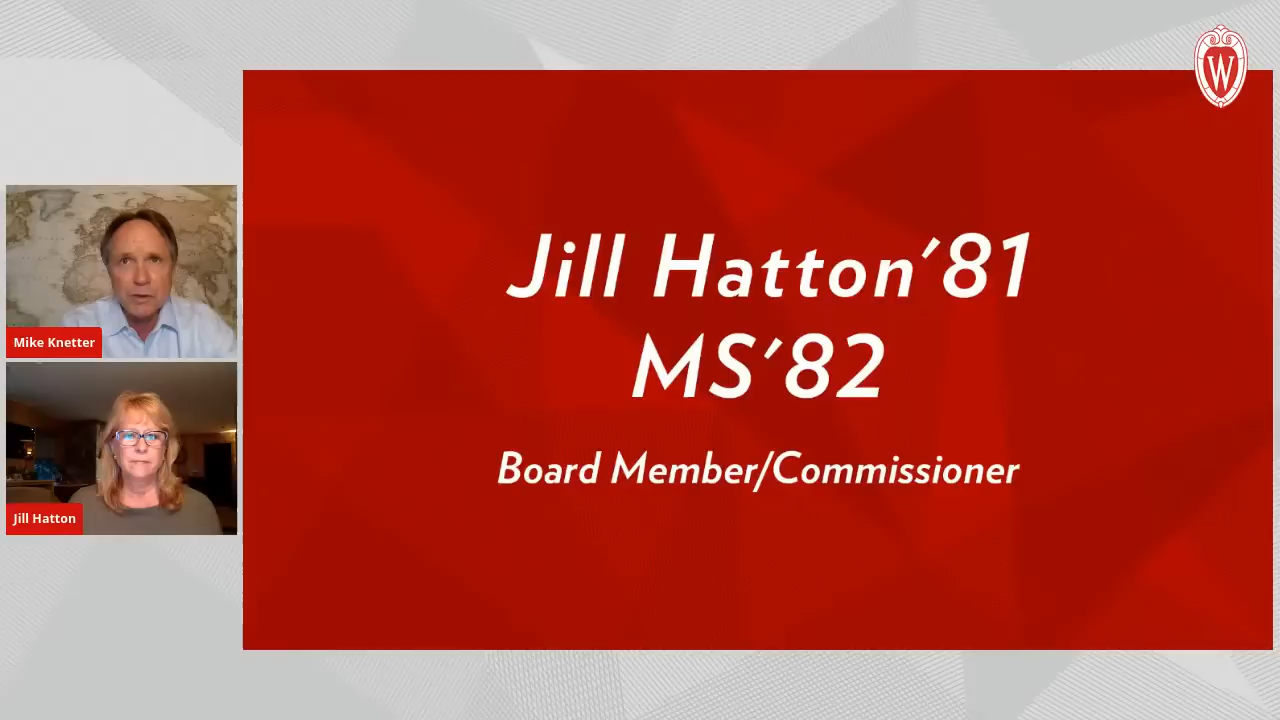 W
Mike Knetter
Jill Hatton
Jill Hatton'81
MS'82
Board Member/Commissioner